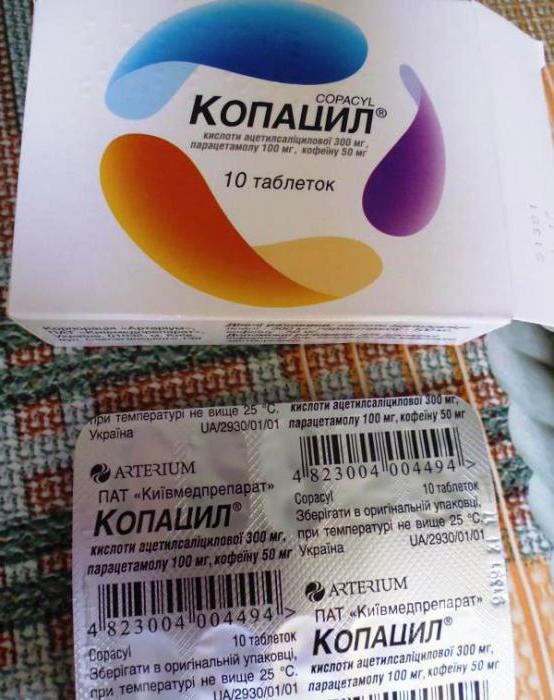 COPACYL
КОПАЦИЛ®
кислоти ацетилсаліцилової 300 мг,
парацетамолу 100 мг, кофеїну 50 мг
10 таблеток
Корпорація «Артеріум»,
ПАТ «Київмедпрепарат»,
при температурі не вище 25 °C.
Україна UA/2930/01/01
ARTERIUM
ПАТ «Київмедпрепарат»
КОПАЦИЛ®
кислоти ацетилсаліцилової 300 мг,
парацетамолу 100 мг, кофеїну 50 мг
4 823004 004494 >
Copacyl 10 таблеток
Зберігати в оригінальній упаковці,
при температурі не вище 25 °C.
UA/2930/01/01
кислоти ацетилсаліцилової 300 мг,
парацетамолу 100 мг, кофеїну 50 мг
4 823004 004494 >
Copacyl 10 таблеток
Зберігати в оригінальній упаковці,
при температурі не вище 25 °C.
Україна UA/2930/01/01
ARTERIUM
ПАТ «Київмедпрепарат»
КОПАЦИЛ®
кислоти ацетилсаліцилової 300 мг,
парацетамолу 100 мг, кофеїну 50 мг